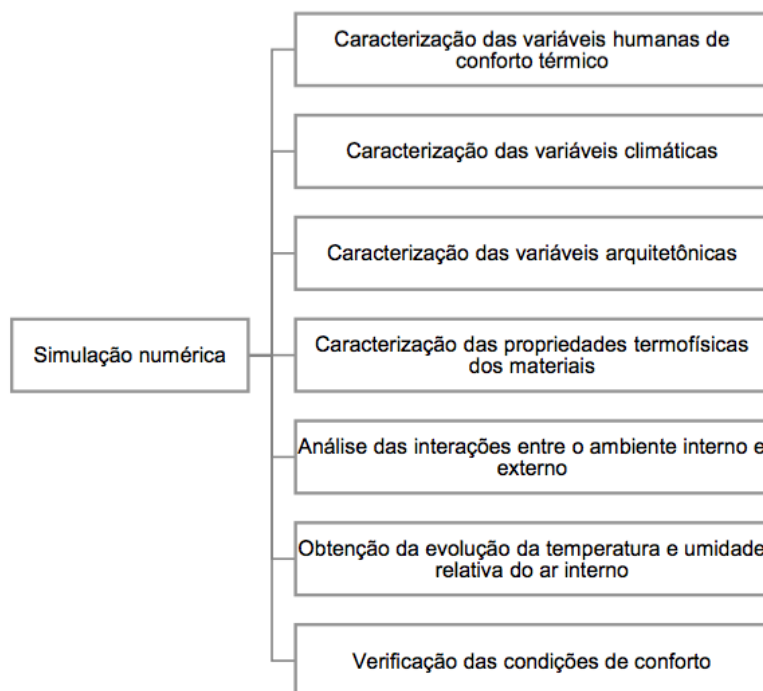 Caracterização das variáveis humanas de
conforto térmico
Caracterização das variáveis climáticas
Caracterização das variáveis arquitetônicas
Simulação numérica
Caracterização das propriedades termofísicas
dos materiais
Análise das interações entre o ambiente interno e
externo
Obtenção da evolução da temperatura e umidade
relativa do ar interno
Verificação das condições de conforto